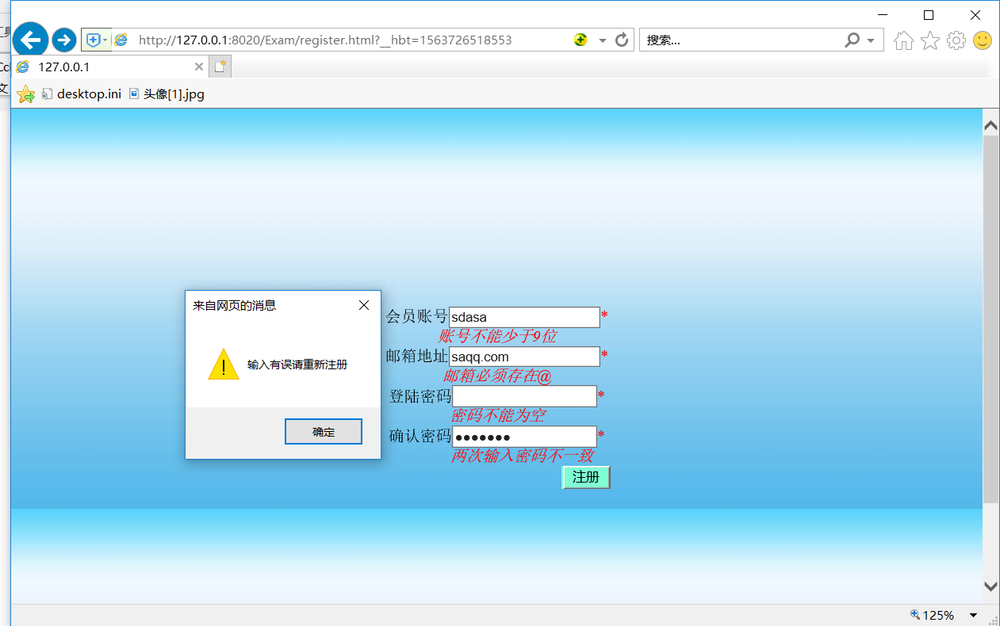 http://127.0.0.1:8020/Exam/register.html?__hbt=1563726518553
搜索...
127.0.0.1
desktop.ini 头像[1].jpg
来自网页的消息
输入有误请重新注册
确定
会员账号 sdasa *
账号不能少于9位
邮箱地址 saqq.com *
邮箱必须存在@
登陆密码 *
密码不能为空
确认密码 ●●●●●●● *
两次输入密码不一致
注册
125%